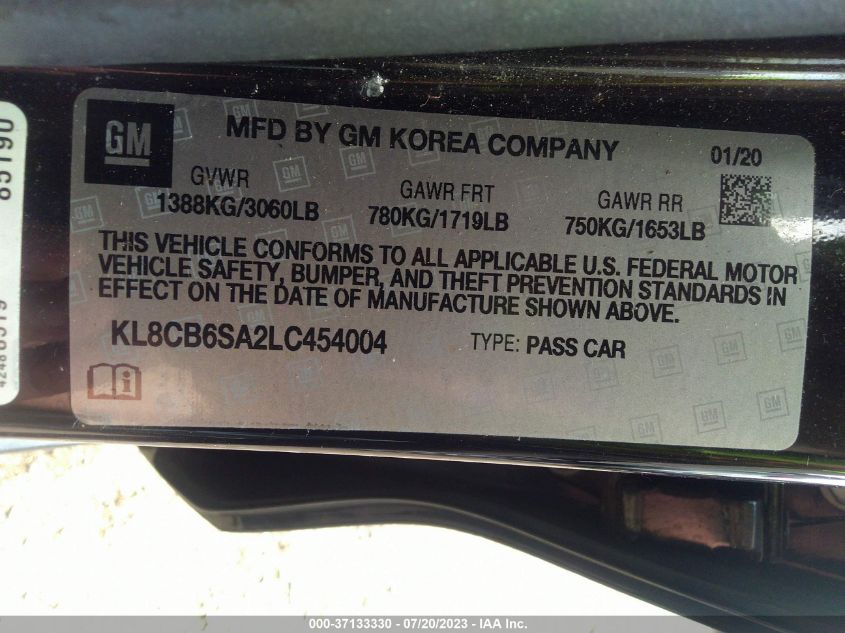 GM
MFD BY GM KOREA COMPANY
01/20
GVWR
1388KG/3060LB
GAWR FRT
780KG/1719LB
GAWR RR
750KG/1653LB
THIS VEHICLE CONFORMS TO ALL APPLICABLE U.S. FEDERAL MOTOR
VEHICLE SAFETY, BUMPER, AND THEFT PREVENTION STANDARDS IN
EFFECT ON THE DATE OF MANUFACTURE SHOWN ABOVE.
KL8CB6SA2LC454004
TYPE: PASS CAR
000-37133330 - 07/20/2023 - IAA Inc.